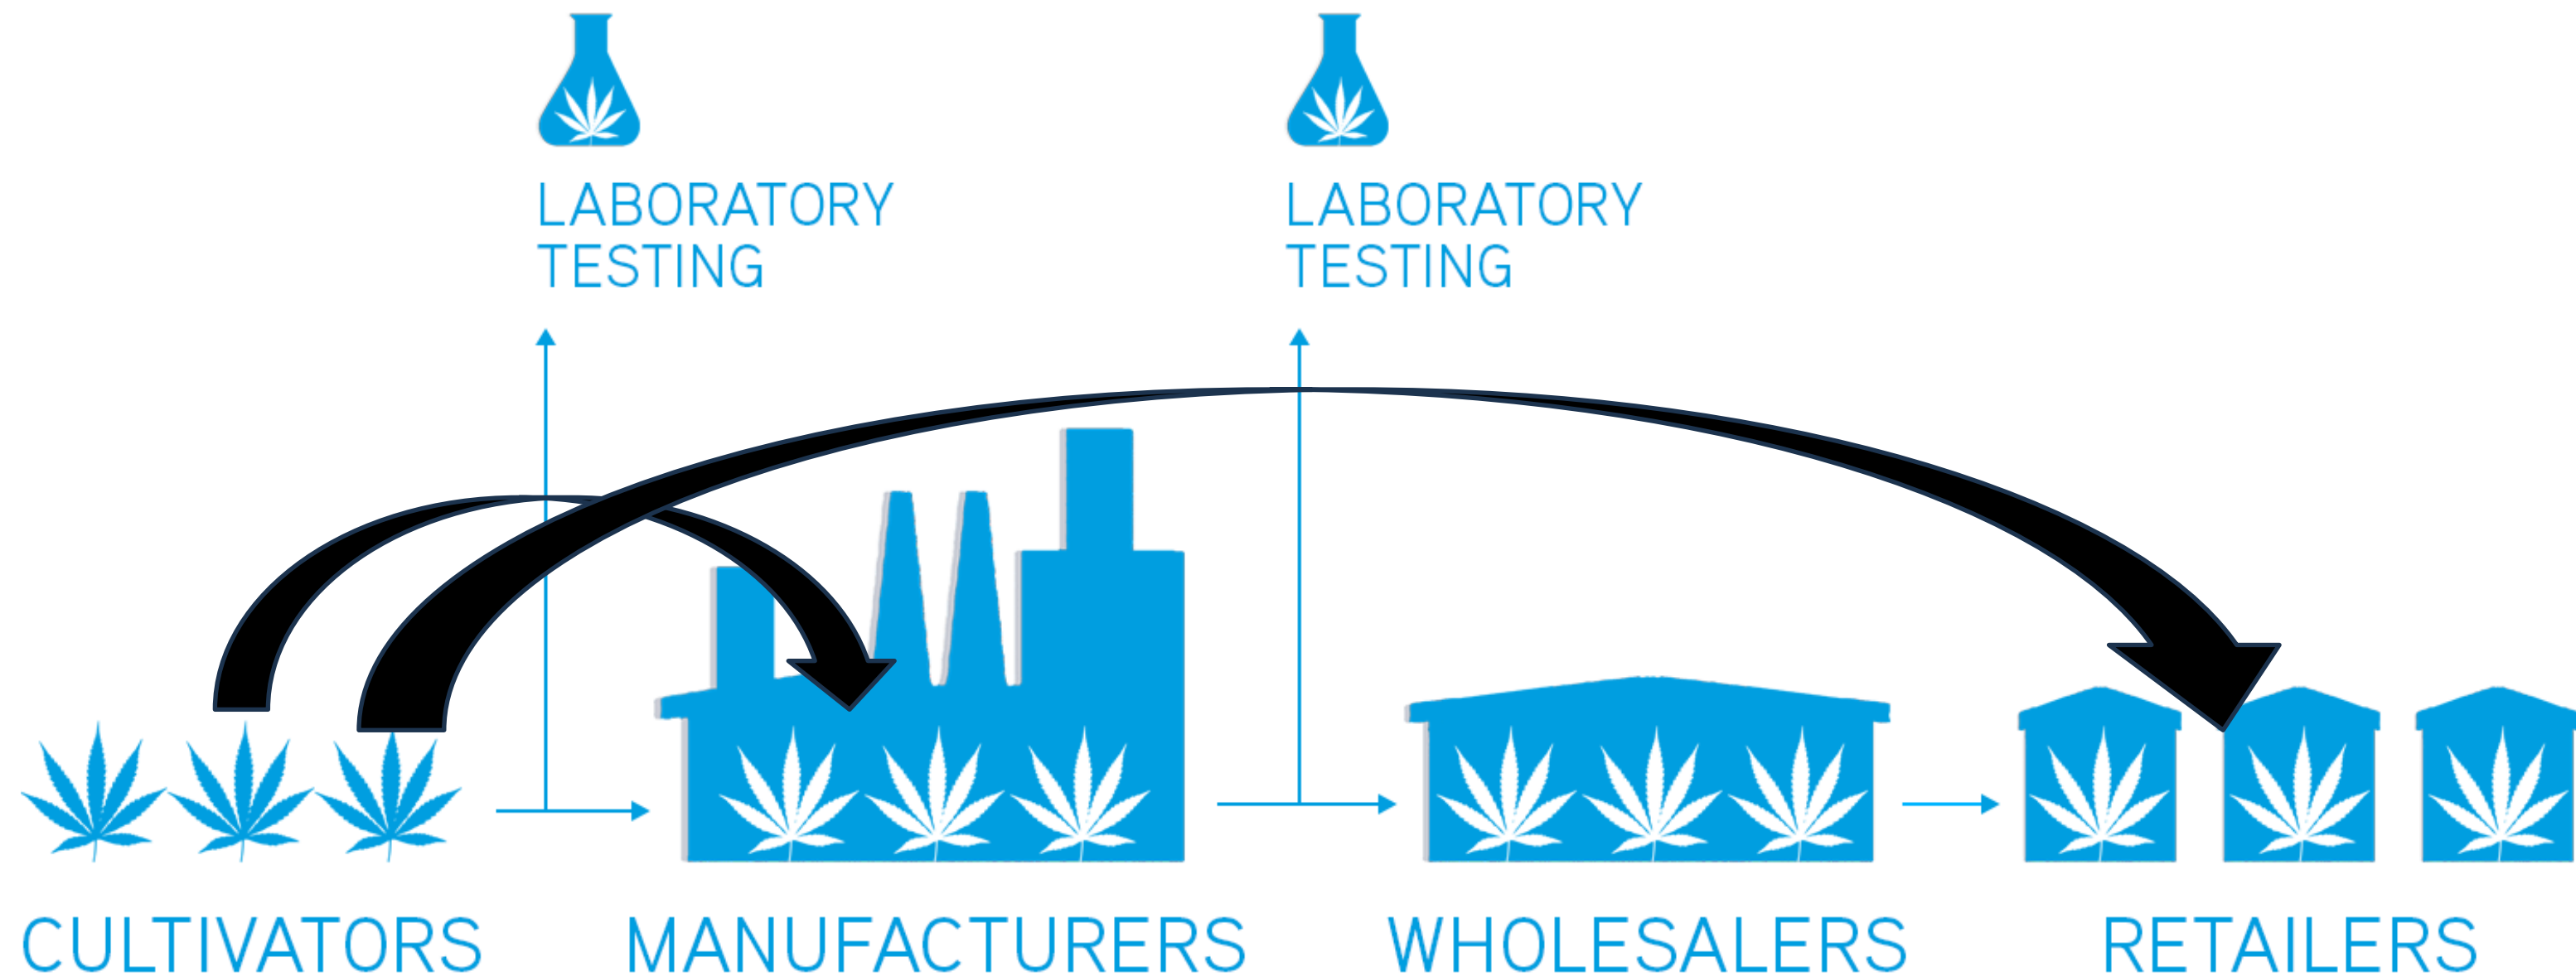 LABORATORY
TESTING
LABORATORY
TESTING
CULTIVATORS
MANUFACTURERS
WHOLESALERS
RETAILERS